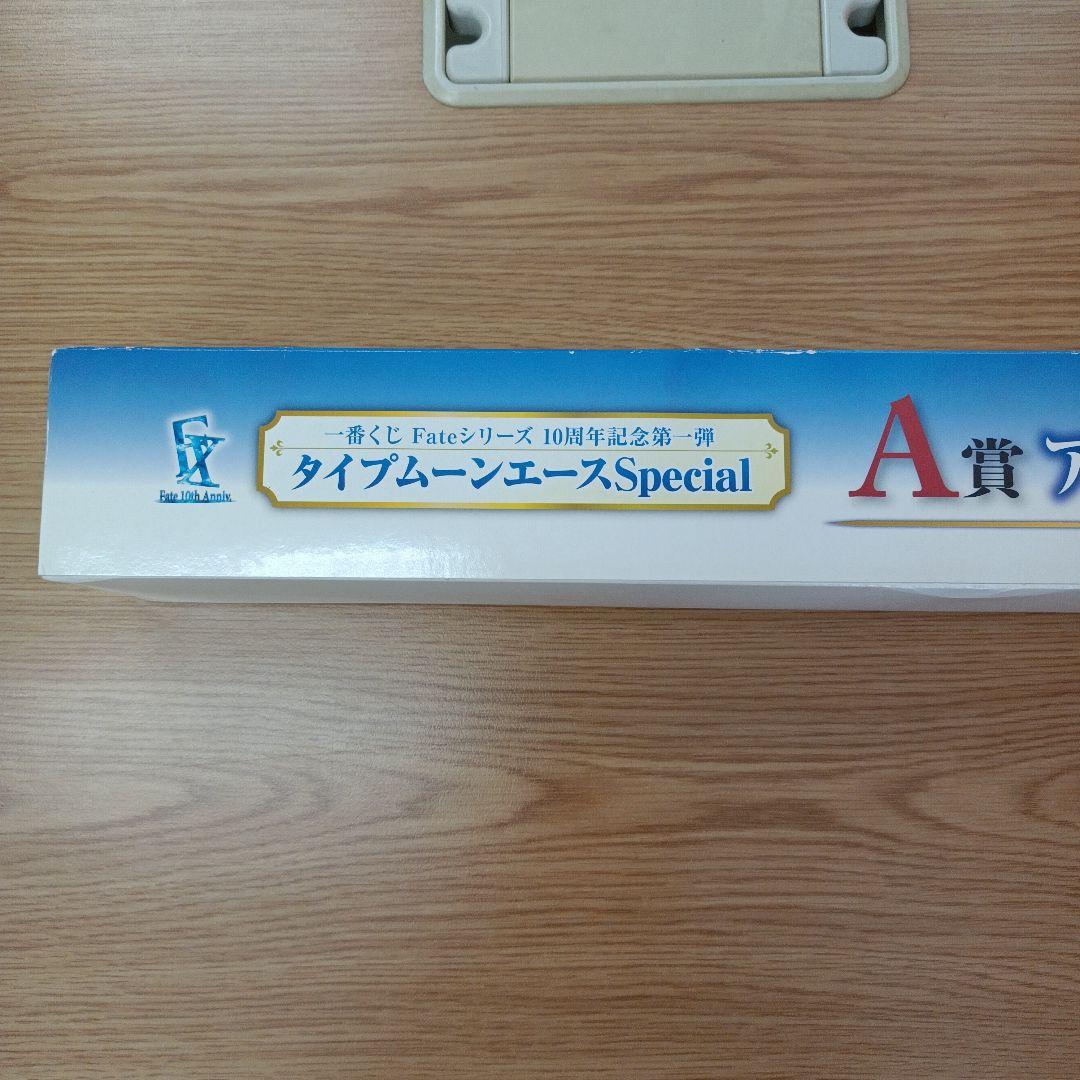 FX
Fate 10th Anniv.
一番くじ Fateシリーズ 10周年記念第一弾
タイプムーンエースSpecial
A賞 ア